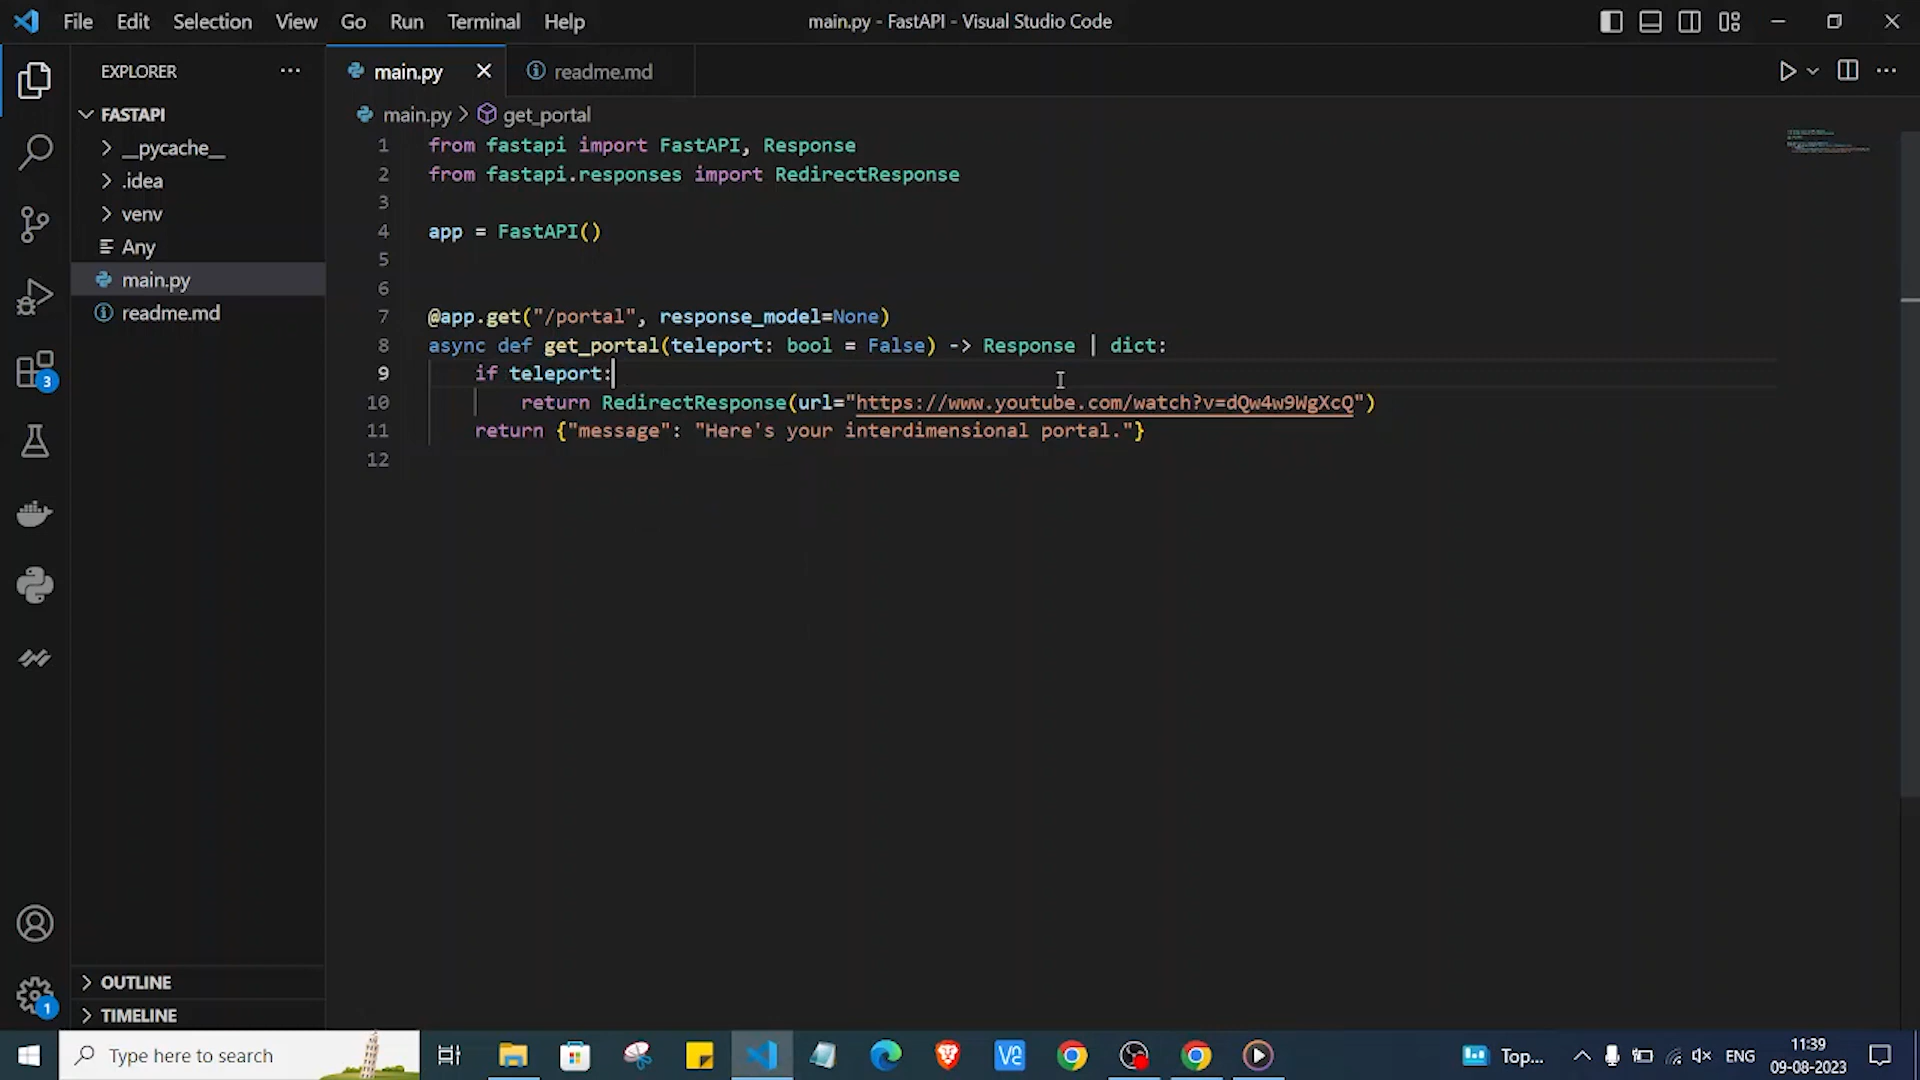 File Edit Selection View Go Run Terminal Help
main.py - FastAPI - Visual Studio Code
EXPLORER
FASTAPI
__pycache__
.idea
venv
Any
main.py
readme.md
OUTLINE
TIMELINE
3
1
main.py
readme.md
main.py > get_portal
1 from fastapi import FastAPI, Response
2 from fastapi.responses import RedirectResponse
3
4 app = FastAPI()
5
6
7 @app.get("/portal", response_model=None)
8 async def get_portal(teleport: bool = False) -> Response | dict:
9 if teleport:
10 return RedirectResponse(url="https://www.youtube.com/watch?v=dQw4w9WgXcQ")
11 return {"message": "Here's your interdimensional portal."}
12
Type here to search
Top...
ENG
11:39
09-08-2023